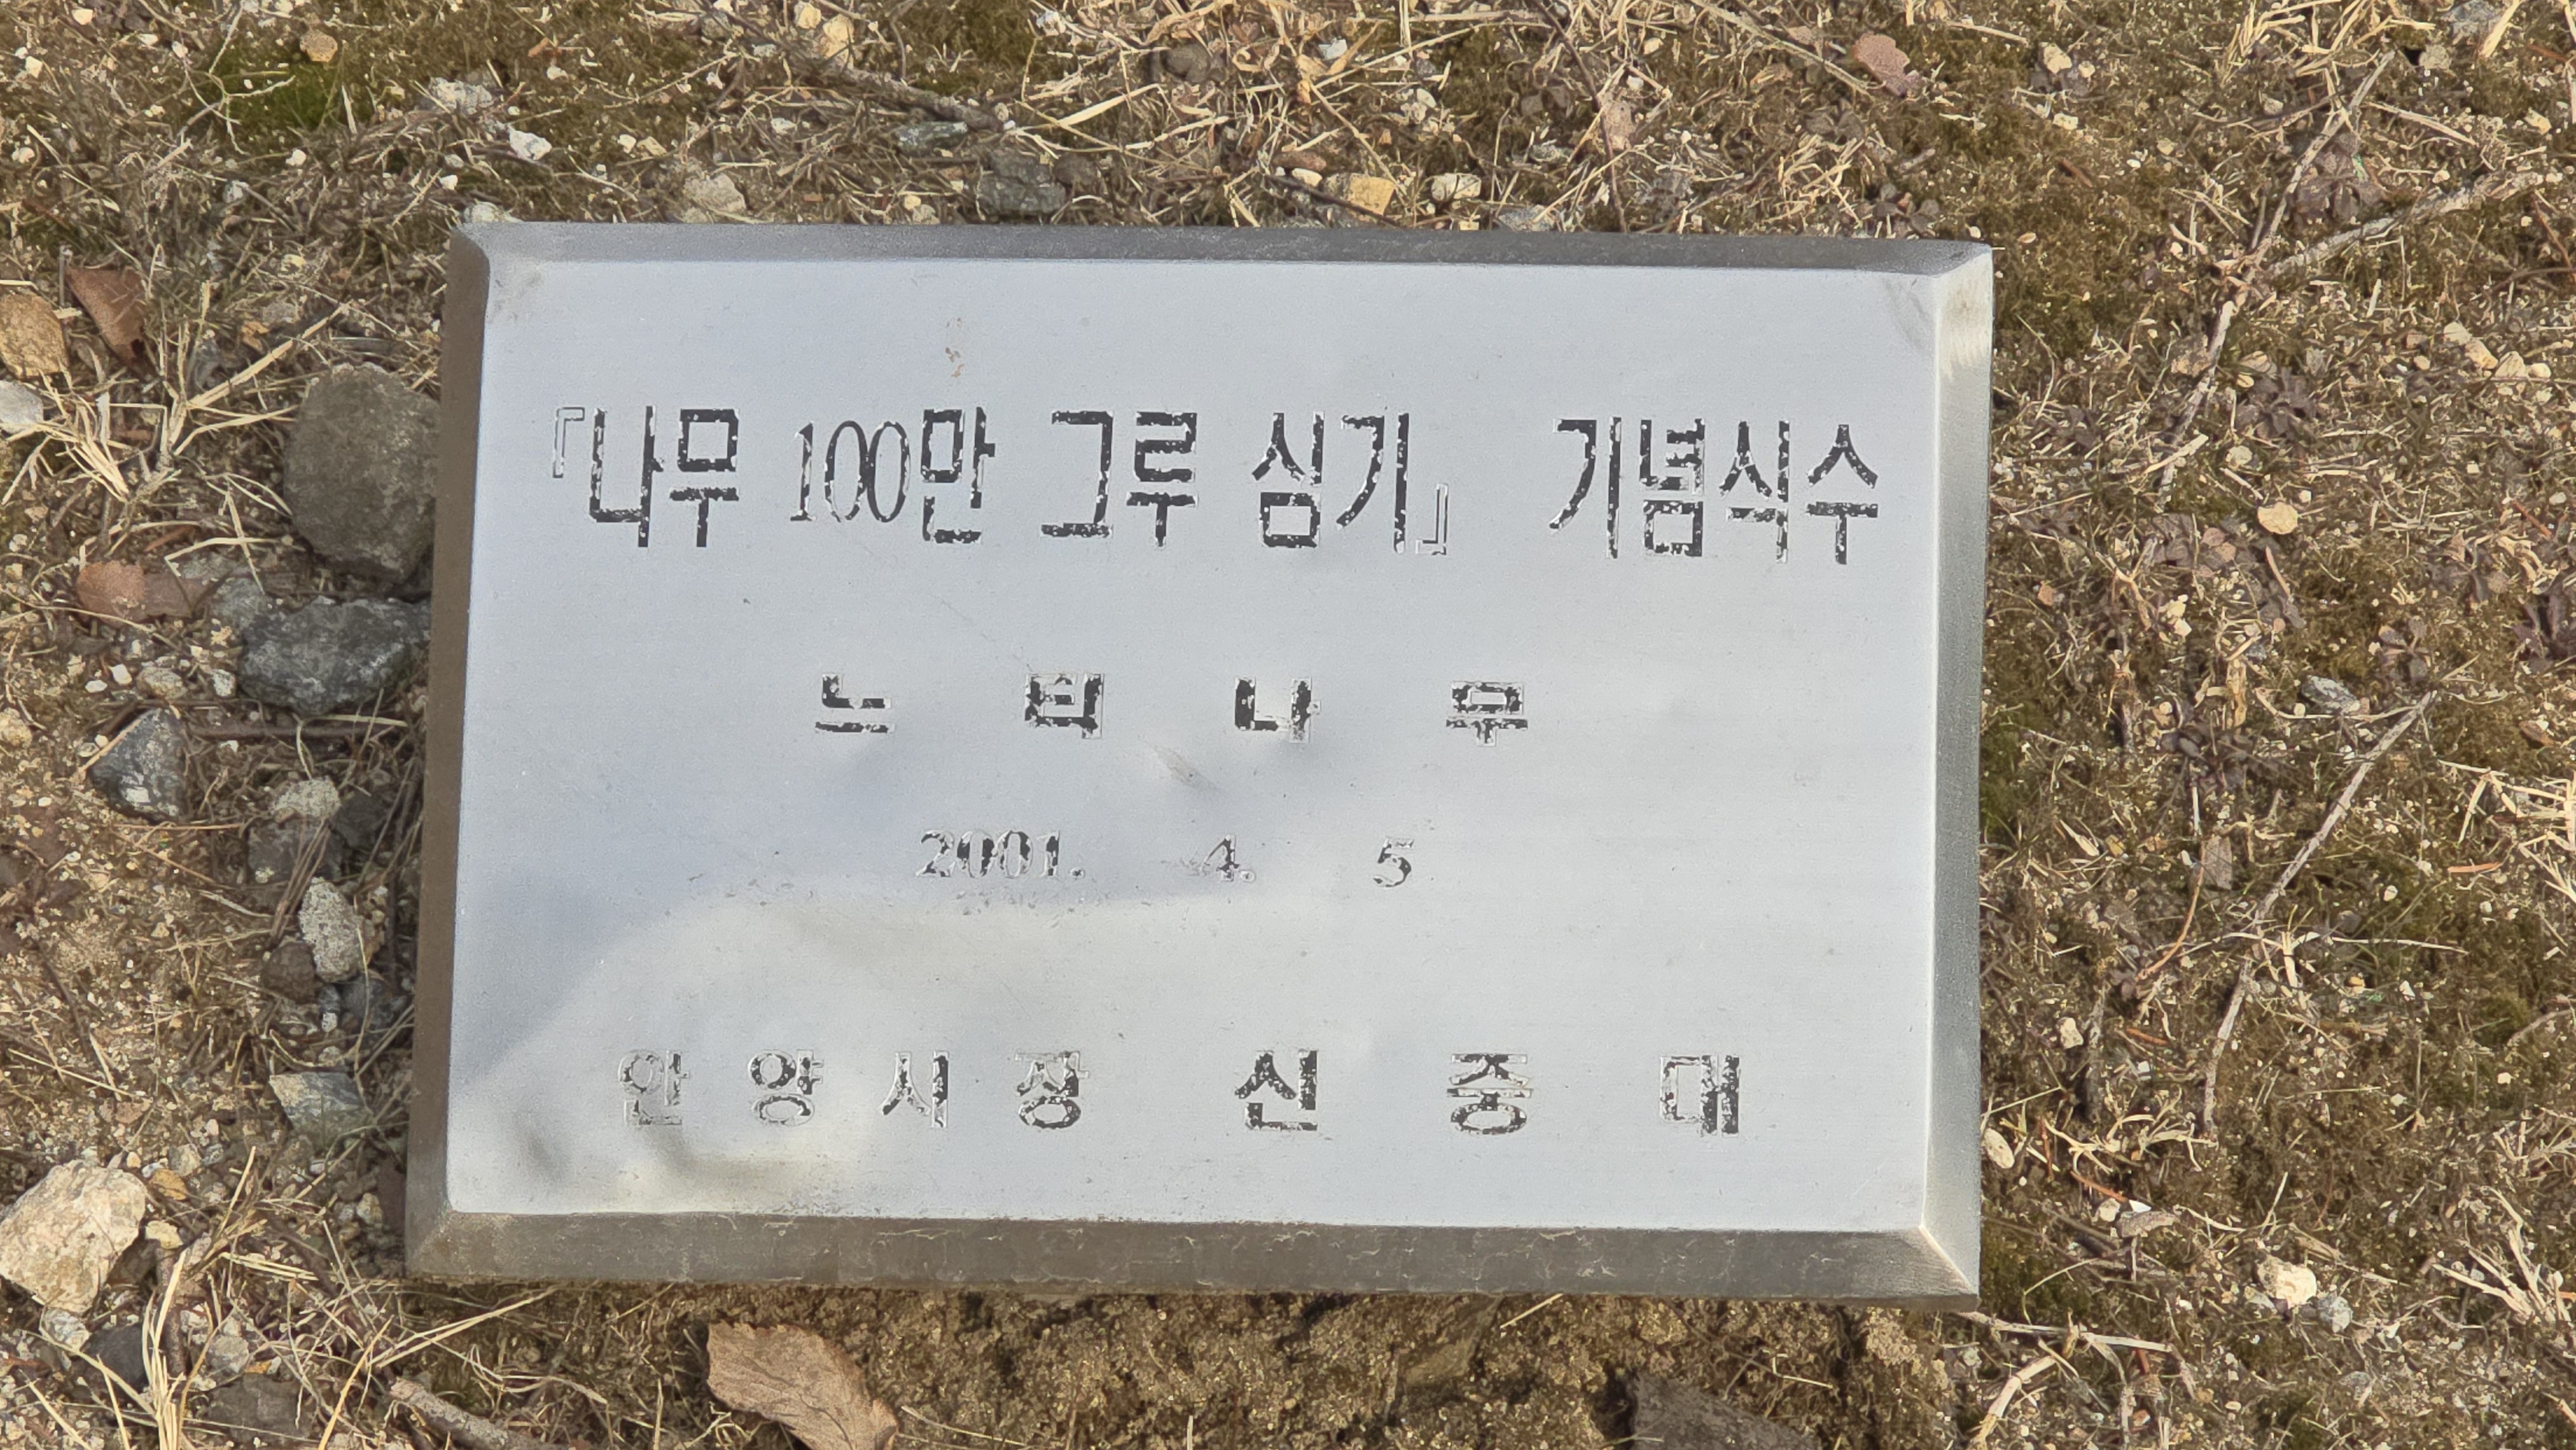 『나무 100만 그루 심기』 기념식수
느 티 나 무
2001. 4. 5
안 양 시 장 신 중 대